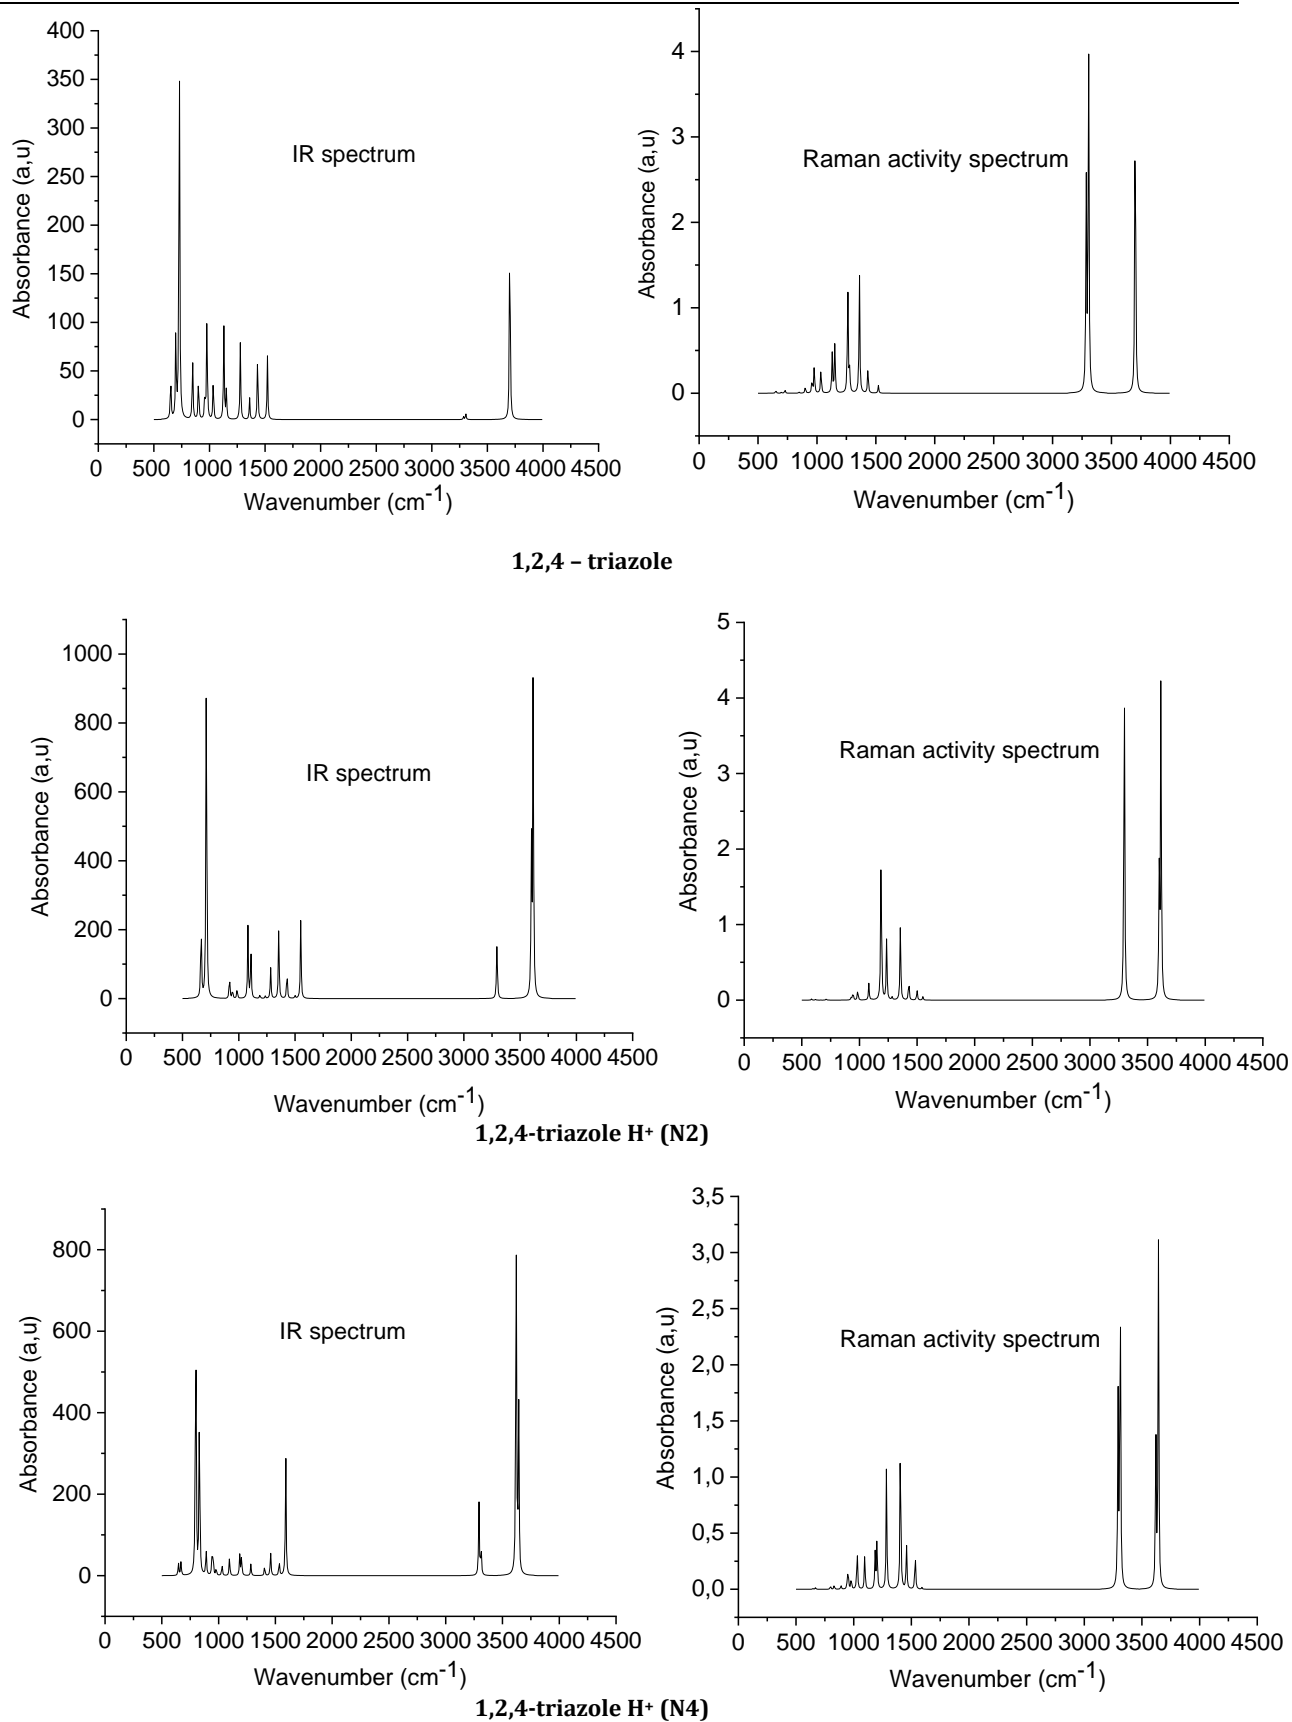 400
350
300
250
200
150
100
50
0
Absorbance (a,u)
IR spectrum
0 500 1000 1500 2000 2500 3000 3500 4000 4500
Wavenumber (cm-1)
4
3
2
1
0
Absorbance (a,u)
Raman activity spectrum
0 500 1000 1500 2000 2500 3000 3500 4000 4500
Wavenumber (cm-1)
1,2,4 – triazole
1000
800
600
400
200
0
Absorbance (a,u)
IR spectrum
0 500 1000 1500 2000 2500 3000 3500 4000 4500
Wavenumber (cm-1)
5
4
3
2
1
0
Absorbance (a,u)
Raman activity spectrum
0 500 1000 1500 2000 2500 3000 3500 4000 4500
Wavenumber (cm-1)
1,2,4-triazole H+ (N2)
800
600
400
200
0
Absorbance (a,u)
IR spectrum
0 500 1000 1500 2000 2500 3000 3500 4000 4500
Wavenumber (cm-1)
3,5
3,0
2,5
2,0
1,5
1,0
0,5
0,0
Absorbance (a,u)
Raman activity spectrum
0 500 1000 1500 2000 2500 3000 3500 4000 4500
Wavenumber (cm-1)
1,2,4-triazole H+ (N4)